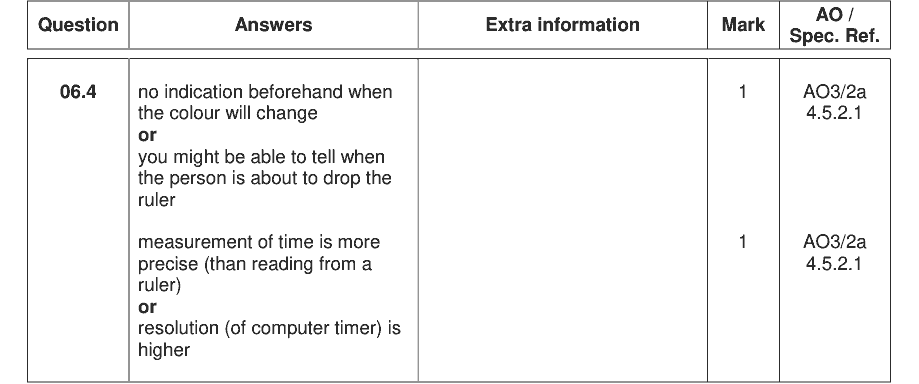 Question Answers Extra information Mark AO /
Spec. Ref.
06.4 no indication beforehand when 1 AO3/2a
the colour will change 4.5.2.1
or
you might be able to tell when
the person is about to drop the
ruler
measurement of time is more 1 AO3/2a
precise (than reading from a 4.5.2.1
ruler)
or
resolution (of computer timer) is
higher